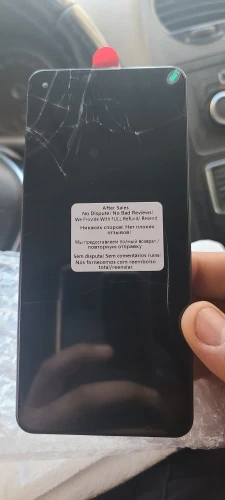 After Sales
No Dispute! No Bad Reviews!
We Provide With FULL Refund/ Resend
Никаких споров! Нет плохих
отзывов!
Мы предоставляем полный возврат /
повторную отправку
Sem disputa! Sem comentários ruins!
Nós fornecemos com reembolso
total/reenviar